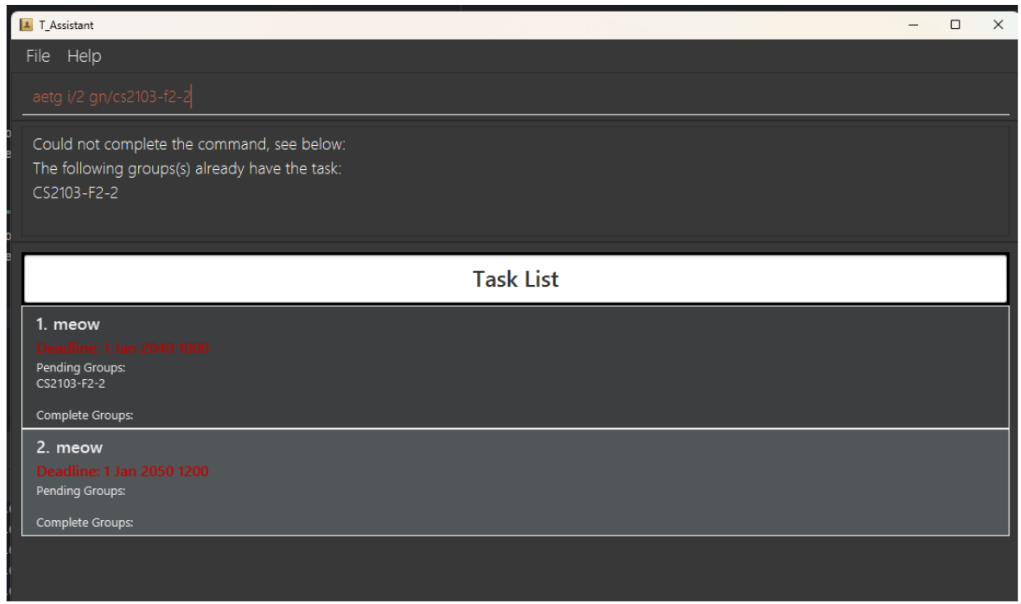 T_Assistant
File Help
aetg i/2 gn/cs2103-f2-2
Could not complete the command, see below:
The following groups(s) already have the task:
CS2103-F2-2
Task List
1. meow
Deadline: 1 Jan 2040 1000
Pending Groups:
CS2103-F2-2
Complete Groups:
2. meow
Deadline: 1 Jan 2050 1200
Pending Groups:
Complete Groups: